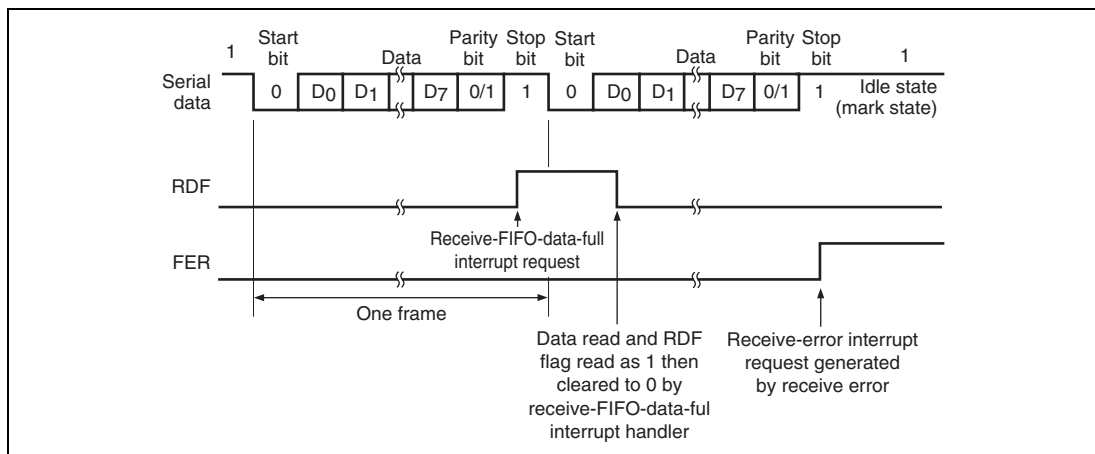 1
Start
bit
Data
Parity
bit
Stop
bit
Start
bit
Data
Parity
bit
Stop
bit
1
Serial
data
0
D0
D1
D7
0/1
1
0
D0
D1
D7
0/1
1
Idle state
(mark state)
RDF
Receive-FIFO-data-full
interrupt request
FER
One frame
Data read and RDF
flag read as 1 then
cleared to 0 by
receive-FIFO-data-ful
interrupt handler
Receive-error interrupt
request generated
by receive error